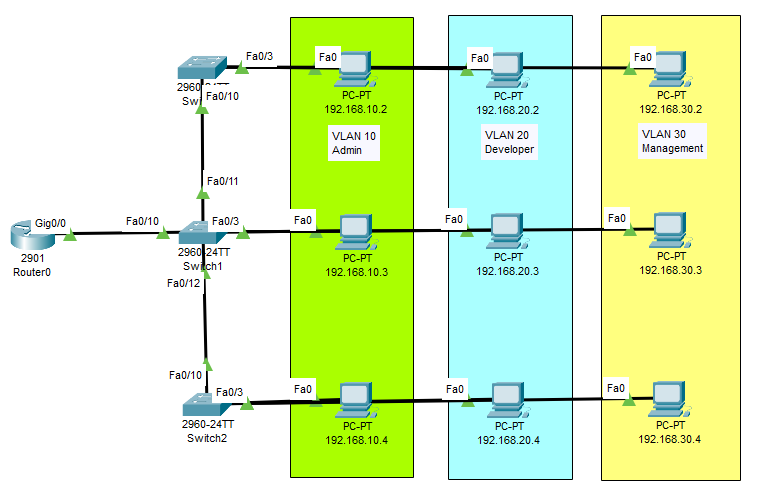 Fa0/3
Fa0
Fa0
Fa0
2960-24TT
Fa0/10
PC-PT
192.168.10.2
PC-PT
192.168.20.2
PC-PT
192.168.30.2
VLAN 10
Admin
VLAN 20
Developer
VLAN 30
Management
Fa0/11
Gig0/0
Fa0/10
Fa0/3
Fa0
Fa0
Fa0
2901
Router0
2960-24TT
Switch1
PC-PT
192.168.10.3
PC-PT
192.168.20.3
PC-PT
192.168.30.3
Fa0/12
Fa0/10
Fa0/3
Fa0
Fa0
Fa0
2960-24TT
Switch2
PC-PT
192.168.10.4
PC-PT
192.168.20.4
PC-PT
192.168.30.4